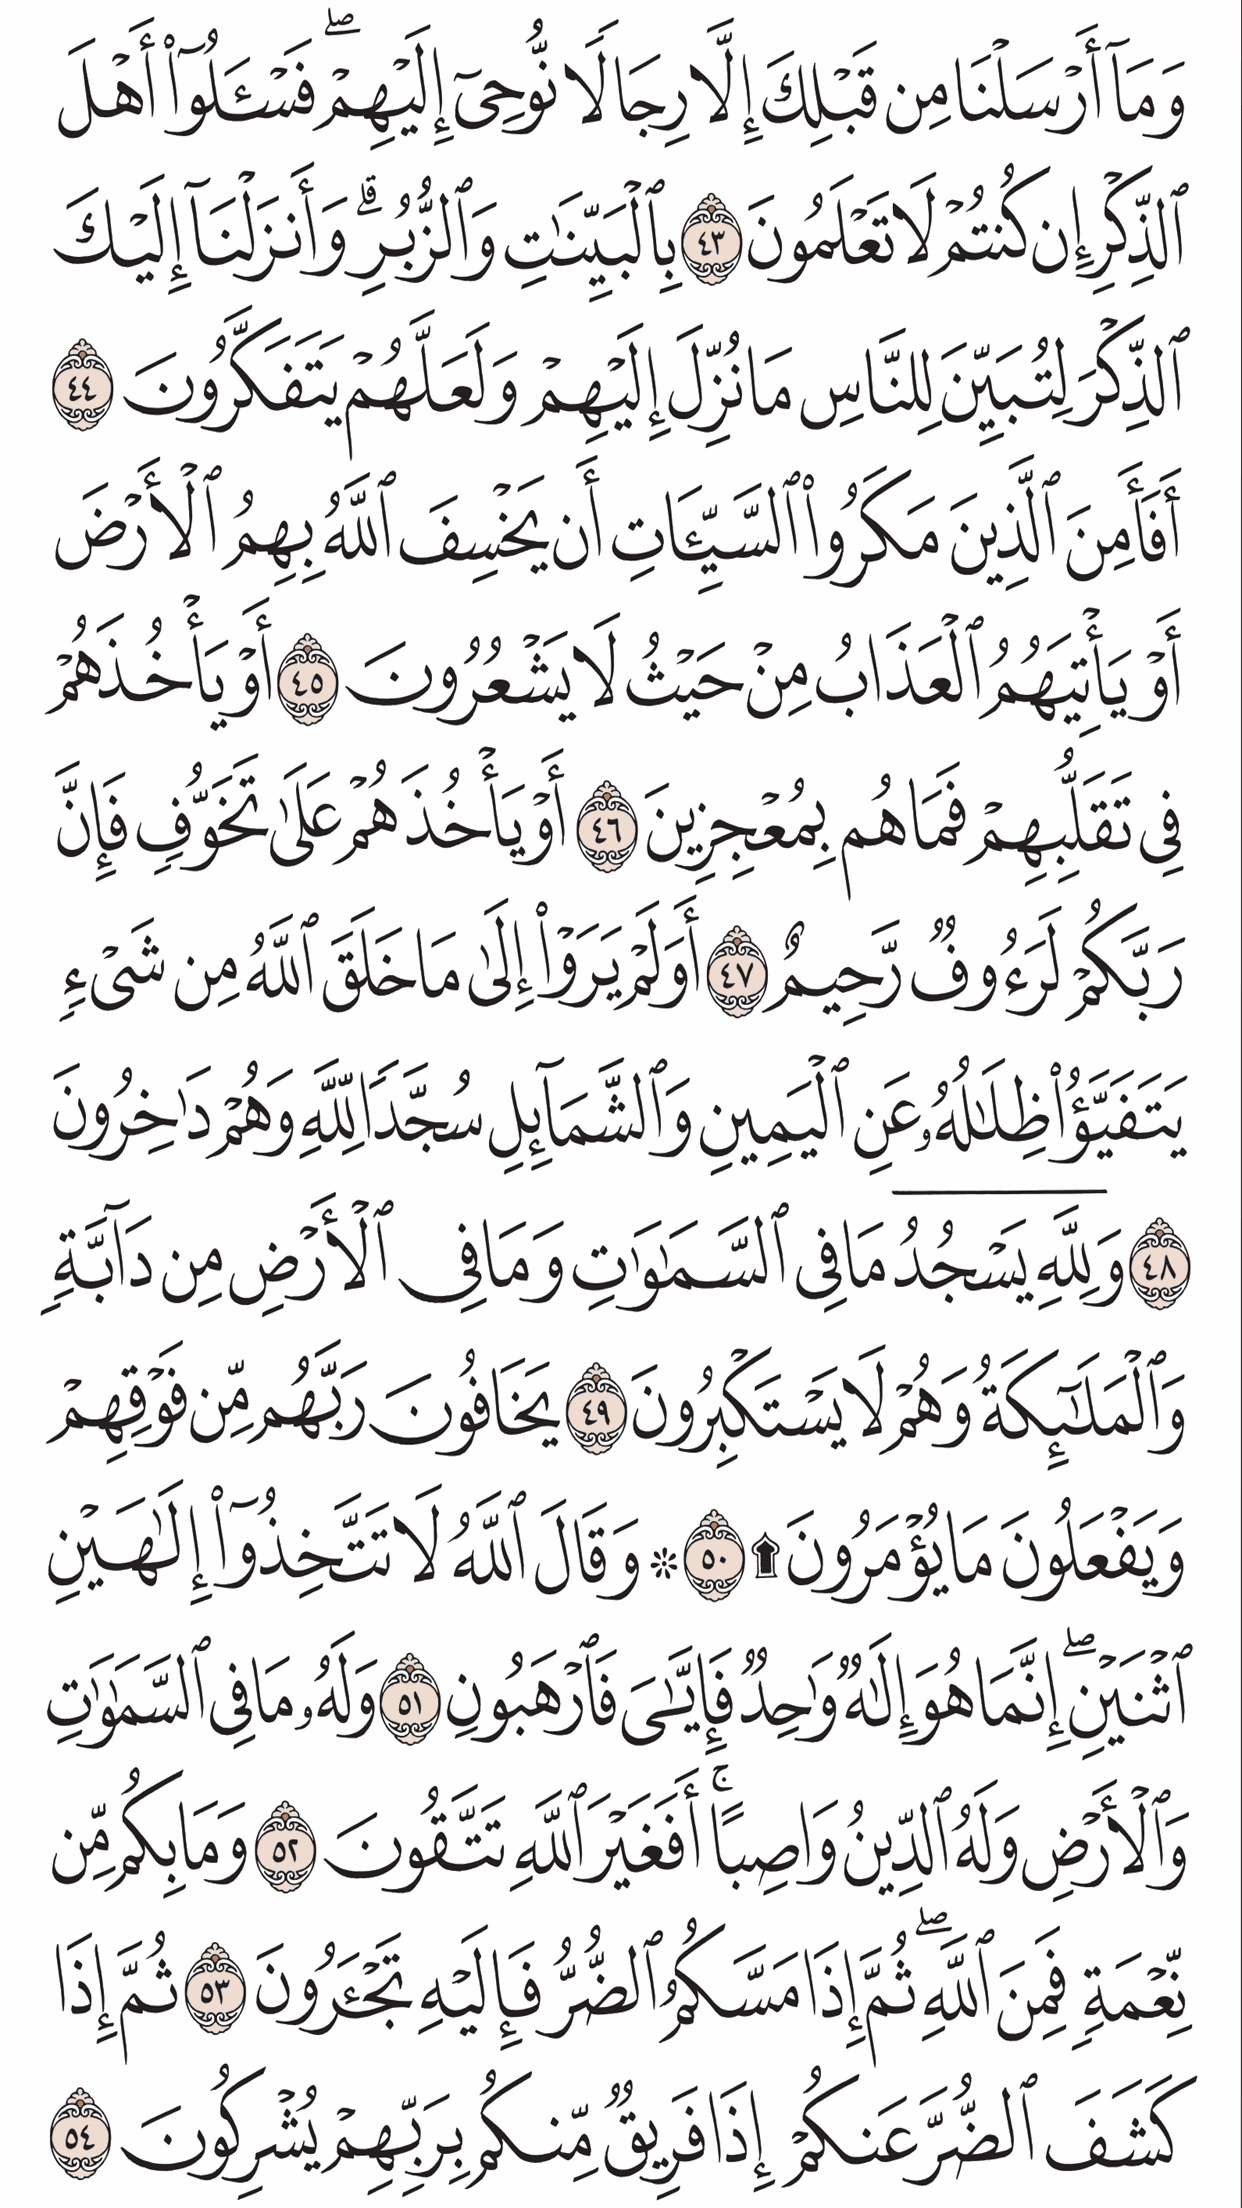 وَمَآ أَرْسَلْنَا مِن قَبْلِكَ إِلَّا رِجَالًا نُّوحِىٓ إِلَيْهِمْ ۖ فَسْـَٔلُوٓا۟ أَهْلَ
ٱلذِّكْرِ إِن كُنتُمْ لَا تَعْلَمُونَ ٤٣ بِٱلْبَيِّنَـٰتِ وَٱلزُّبُرِ ۗ وَأَنزَلْنَآ إِلَيْكَ
ٱلذِّكْرَ لِتُبَيِّنَ لِلنَّاسِ مَا نُزِّلَ إِلَيْهِمْ وَلَعَلَّهُمْ يَتَفَكَّرُونَ ٤٤
أَفَأَمِنَ ٱلَّذِينَ مَكَرُوا۟ ٱلسَّيِّـَٔاتِ أَن يَخْسِفَ ٱللَّهُ بِهِمُ ٱلْأَرْضَ
أَوْ يَأْتِيَهُمُ ٱلْعَذَابُ مِنْ حَيْثُ لَا يَشْعُرُونَ ٤٥ أَوْ يَأْخُذَهُمْ
فِى تَقَلُّبِهِمْ فَمَا هُم بِمُعْجِزِينَ ٤٦ أَوْ يَأْخُذَهُمْ عَلَىٰ تَخَوُّفٍ فَإِنَّ
رَبَّكُمْ لَرَءُوفٌ رَّحِيمٌ ٤٧ أَوَلَمْ يَرَوْا۟ إِلَىٰ مَا خَلَقَ ٱللَّهُ مِن شَىْءٍ
يَتَفَيَّؤُا۟ ظِلَـٰلُهُۥ عَنِ ٱلْيَمِينِ وَٱلشَّمَآئِلِ سُجَّدًا لِّلَّهِ وَهُمْ دَٰخِرُونَ
٤٨ وَلِلَّهِ يَسْجُدُ مَا فِى ٱلسَّمَـٰوَٰتِ وَمَا فِى ٱلْأَرْضِ مِن دَآبَّةٍ
وَٱلْمَلَـٰٓئِكَةُ وَهُمْ لَا يَسْتَكْبِرُونَ ٤٩ يَخَافُونَ رَبَّهُم مِّن فَوْقِهِمْ
وَيَفْعَلُونَ مَا يُؤْمَرُونَ ۩ ٥٠ ۞ وَقَالَ ٱللَّهُ لَا تَتَّخِذُوٓا۟ إِلَـٰهَيْنِ
ٱثْنَيْنِ ۖ إِنَّمَا هُوَ إِلَـٰهٌ وَٰحِدٌ فَإِيَّـٰىَ فَٱرْهَبُونِ ٥١ وَلَهُۥ مَا فِى ٱلسَّمَـٰوَٰتِ
وَٱلْأَرْضِ وَلَهُ ٱلدِّينُ وَاصِبًا ۚ أَفَغَيْرَ ٱللَّهِ تَتَّقُونَ ٥٢ وَمَا بِكُم مِّن
نِّعْمَةٍ فَمِنَ ٱللَّهِ ۖ ثُمَّ إِذَا مَسَّكُمُ ٱلضُّرُّ فَإِلَيْهِ تَجْـَٔرُونَ ٥٣ ثُمَّ إِذَا
كَشَفَ ٱلضُّرَّ عَنكُمْ إِذَا فَرِيقٌ مِّنكُم بِرَبِّهِمْ يُشْرِكُونَ ٥٤